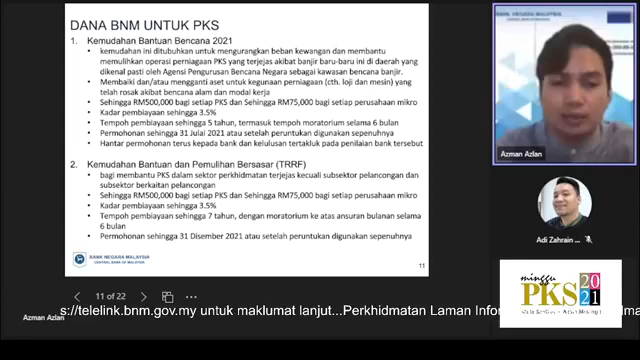 DANA BNM UNTUK PKS
1. Kemudahan Bantuan Bencana 2021
• kemudahan ini ditubuhkan untuk mengurangkan beban kewangan dan membantu
memulihkan operasi perniagaan PKS yang terjejas akibat banjir baru-baru ini di daerah yang
dikenal pasti oleh Agensi Pengurusan Bencana Negara sebagai kawasan bencana banjir.
• Membaiki dan/atau mengganti aset untuk kegunaan perniagaan (cth. loji dan mesin) yang
yang telah rosak akibat bencana alam dan modal kerja
• Sehingga RM500,000 bagi setiap PKS dan Sehingga RM75,000 bagi setiap perusahaan mikro
• Kadar pembiayaan sehingga 3.5%
• Tempoh pembiayaan sehingga 5 tahun, termasuk tempoh moratorium selama 6 bulan
• Permohonan sehingga 31 Julai 2021 atau setelah peruntukan digunakan sepenuhnya
• Hantar permohonan terus kepada bank dan kelulusan tertakluk pada penilaian bank tersebut
2. Kemudahan Bantuan dan Pemulihan Bersasar (TRRF)
• bagi membantu PKS dalam sektor perkhidmatan terjejas kecuali subsektor pelancongan dan
subsektor berkaitan pelancongan
• Sehingga RM500,000 bagi setiap PKS dan Sehingga RM75,000 bagi setiap perusahaan mikro
• Kadar pembiayaan sehingga 3.5%
• Tempoh pembiayaan sehingga 7 tahun, dengan moratorium ke atas ansuran bulanan selama
6 bulan
• Permohonan sehingga 31 Disember 2021 atau setelah peruntukan digunakan sepenuhnya
BANK NEGARA MALAYSIA
CENTRAL BANK OF MALAYSIA
11
Azman Azlan
Adi Zahrain ...
minggu
PKS 2021
11 of 22
s://telelink.bnm.gov.my untuk maklumat lanjut...Perkhidmatan Laman Infor
Azman Azlan